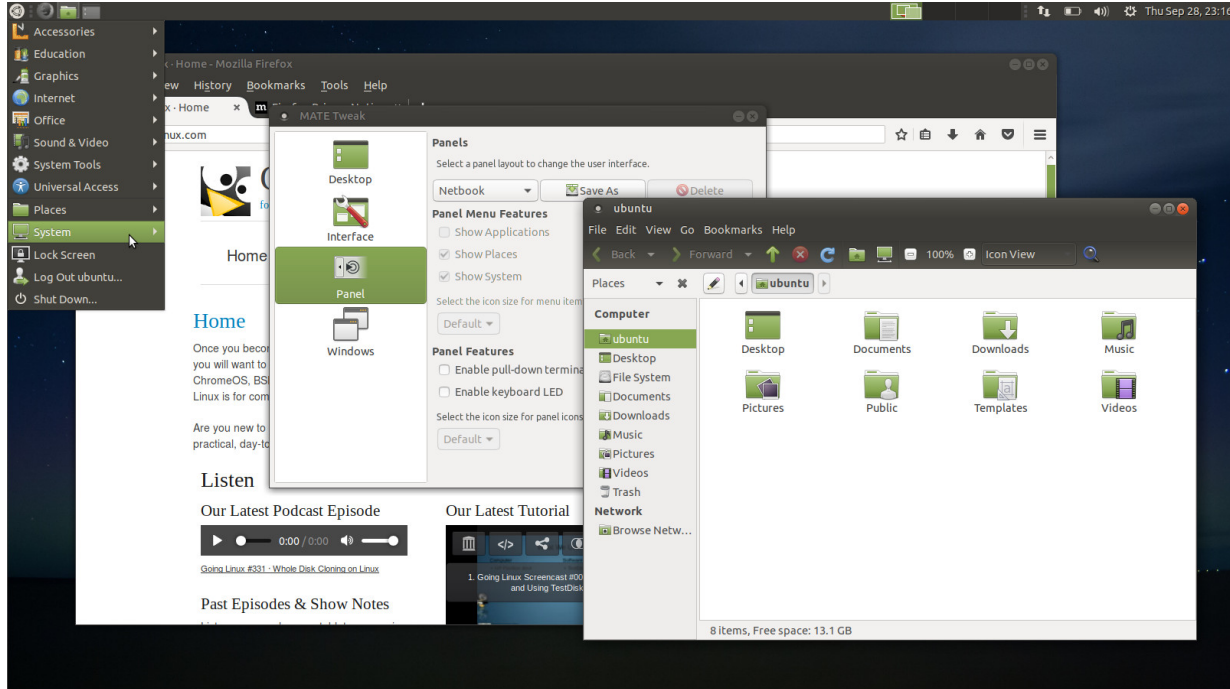 Thu Sep 28, 23:16
Accessories
Education
Graphics
Internet
Office
Sound & Video
System Tools
Universal Access
Places
System
Lock Screen
Log Out ubuntu...
Shut Down...
Home - Mozilla Firefox
History Bookmarks Tools Help
Home
MATE Tweak
Desktop
Interface
Panel
Windows
Panels
Select a panel layout to change the user interface.
Netbook
Save As
Delete
Panel Menu Features
Show Applications
Show Places
Show System
Select the icon size for menu item
Default
Panel Features
Enable pull-down termina
Enable keyboard LED
Select the icon size for panel icons
Default
Home
Home
Once you becor
you will want to
ChromeOS, BS
Linux is for com
Are you new to
practical, day-to
Listen
Our Latest Podcast Episode
0:00 / 0:00
Going Linux #331 · Whole Disk Cloning on Linux
Past Episodes & Show Notes
Our Latest Tutorial
1. Going Linux Screencast #00
and Using TestDisk
ubuntu
File Edit View Go Bookmarks Help
Back Forward 100% Icon View
Places
ubuntu
Computer
ubuntu
Desktop
File System
Documents
Downloads
Music
Pictures
Videos
Trash
Network
Browse Netw...
Desktop Documents Downloads Music
Pictures Public Templates Videos
8 items, Free space: 13.1 GB